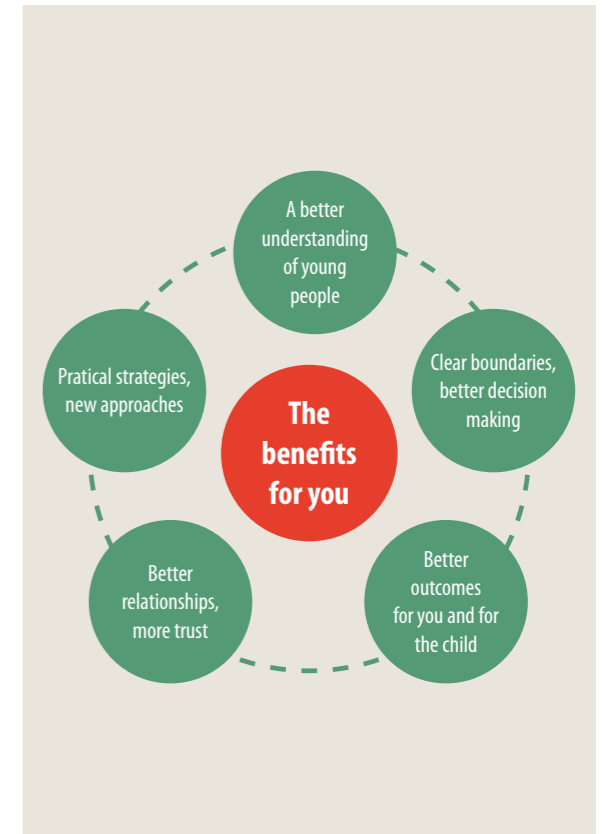 A better
understanding
of young
people
Pratical strategies,
new approaches
Clear boundaries,
better decision
making
The
benefits
for you
Better
relationships,
more trust
Better
outcomes
for you and for
the child